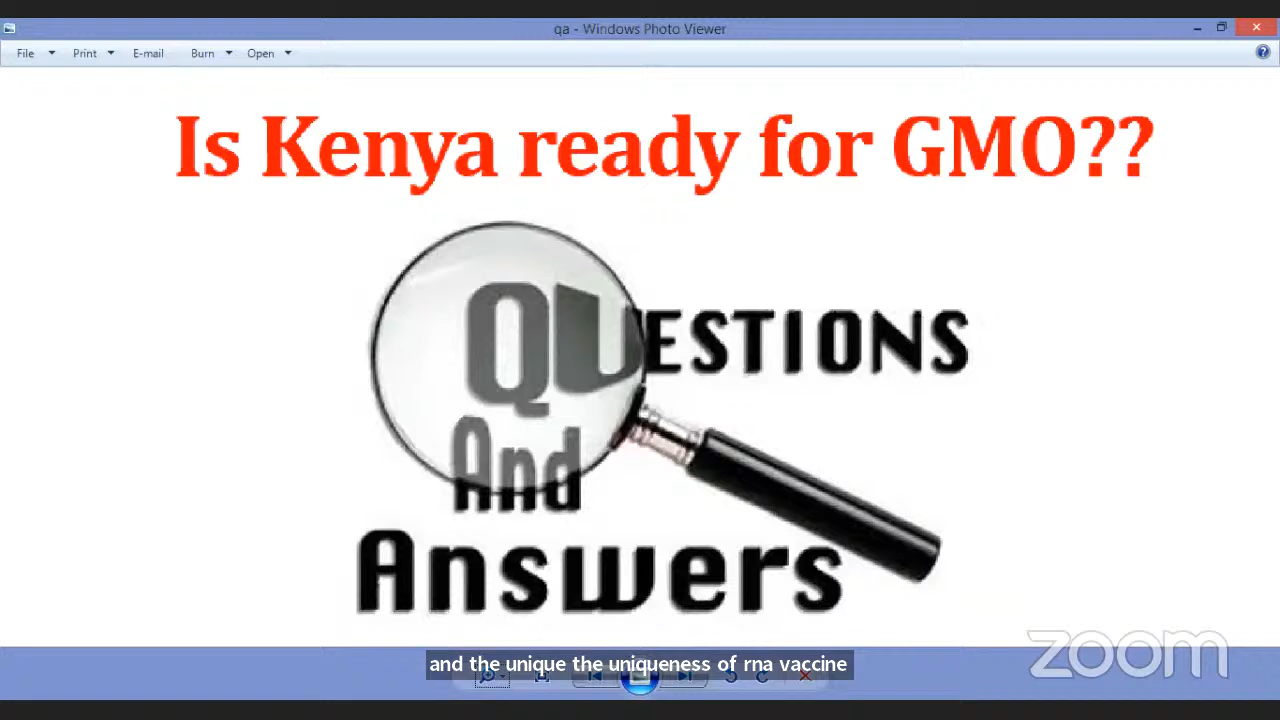 qa - Windows Photo Viewer
File Print E-mail Burn Open
Is Kenya ready for GMO??
QUESTIONS
And
Answers
zoom
and the unique the uniqueness of rna vaccine